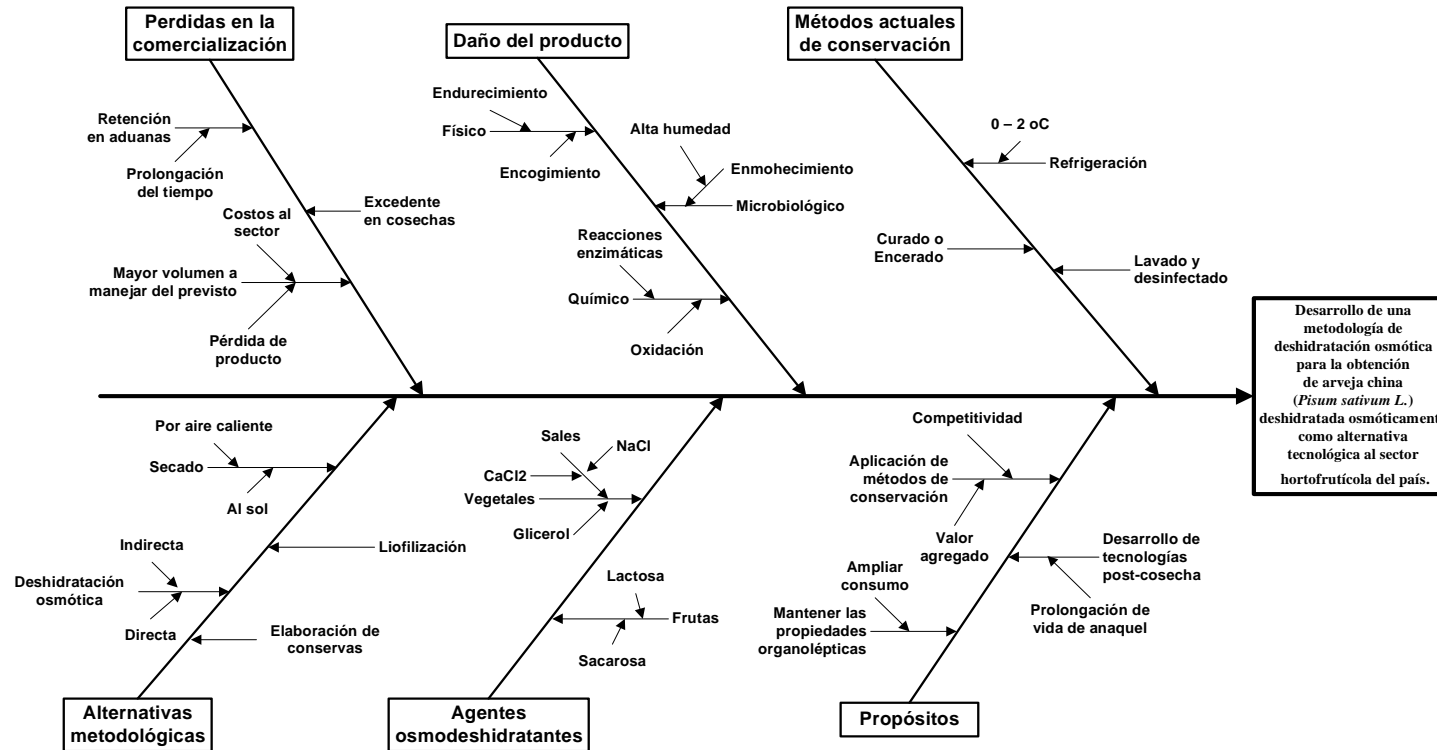 Perdidas en la
comercialización
Daño del producto
Métodos actuales
de conservación
Retención
en aduanas
Prolongación
del tiempo
Excedente
en cosechas
Costos al
sector
Mayor volumen a
manejar del previsto
Pérdida de
producto
Endurecimiento
Físico
Encogimiento
Alta humedad
Enmohecimiento
Microbiológico
Reacciones
enzimáticas
Químico
Oxidación
0 – 2 oC
Refrigeración
Curado o
Encerado
Lavado y
desinfectado
Desarrollo de una
metodología de
deshidratación osmótica
para la obtención
de arveja china
(Pisum sativum L.)
deshidratada osmóticament
como alternativa
tecnológica al sector
hortofrutícola del país.
Por aire caliente
Secado
Al sol
Liofilización
Indirecta
Deshidratación
osmótica
Directa
Elaboración de
conservas
Sales
NaCl
CaCl2
Vegetales
Glicerol
Lactosa
Frutas
Sacarosa
Competitividad
Aplicación de
métodos de
conservación
Valor
agregado
Desarrollo de
tecnologías
post-cosecha
Prolongación de
vida de anaquel
Ampliar
consumo
Mantener las
propiedades
organolépticas
Alternativas
metodológicas
Agentes
osmodeshidratantes
Propósitos